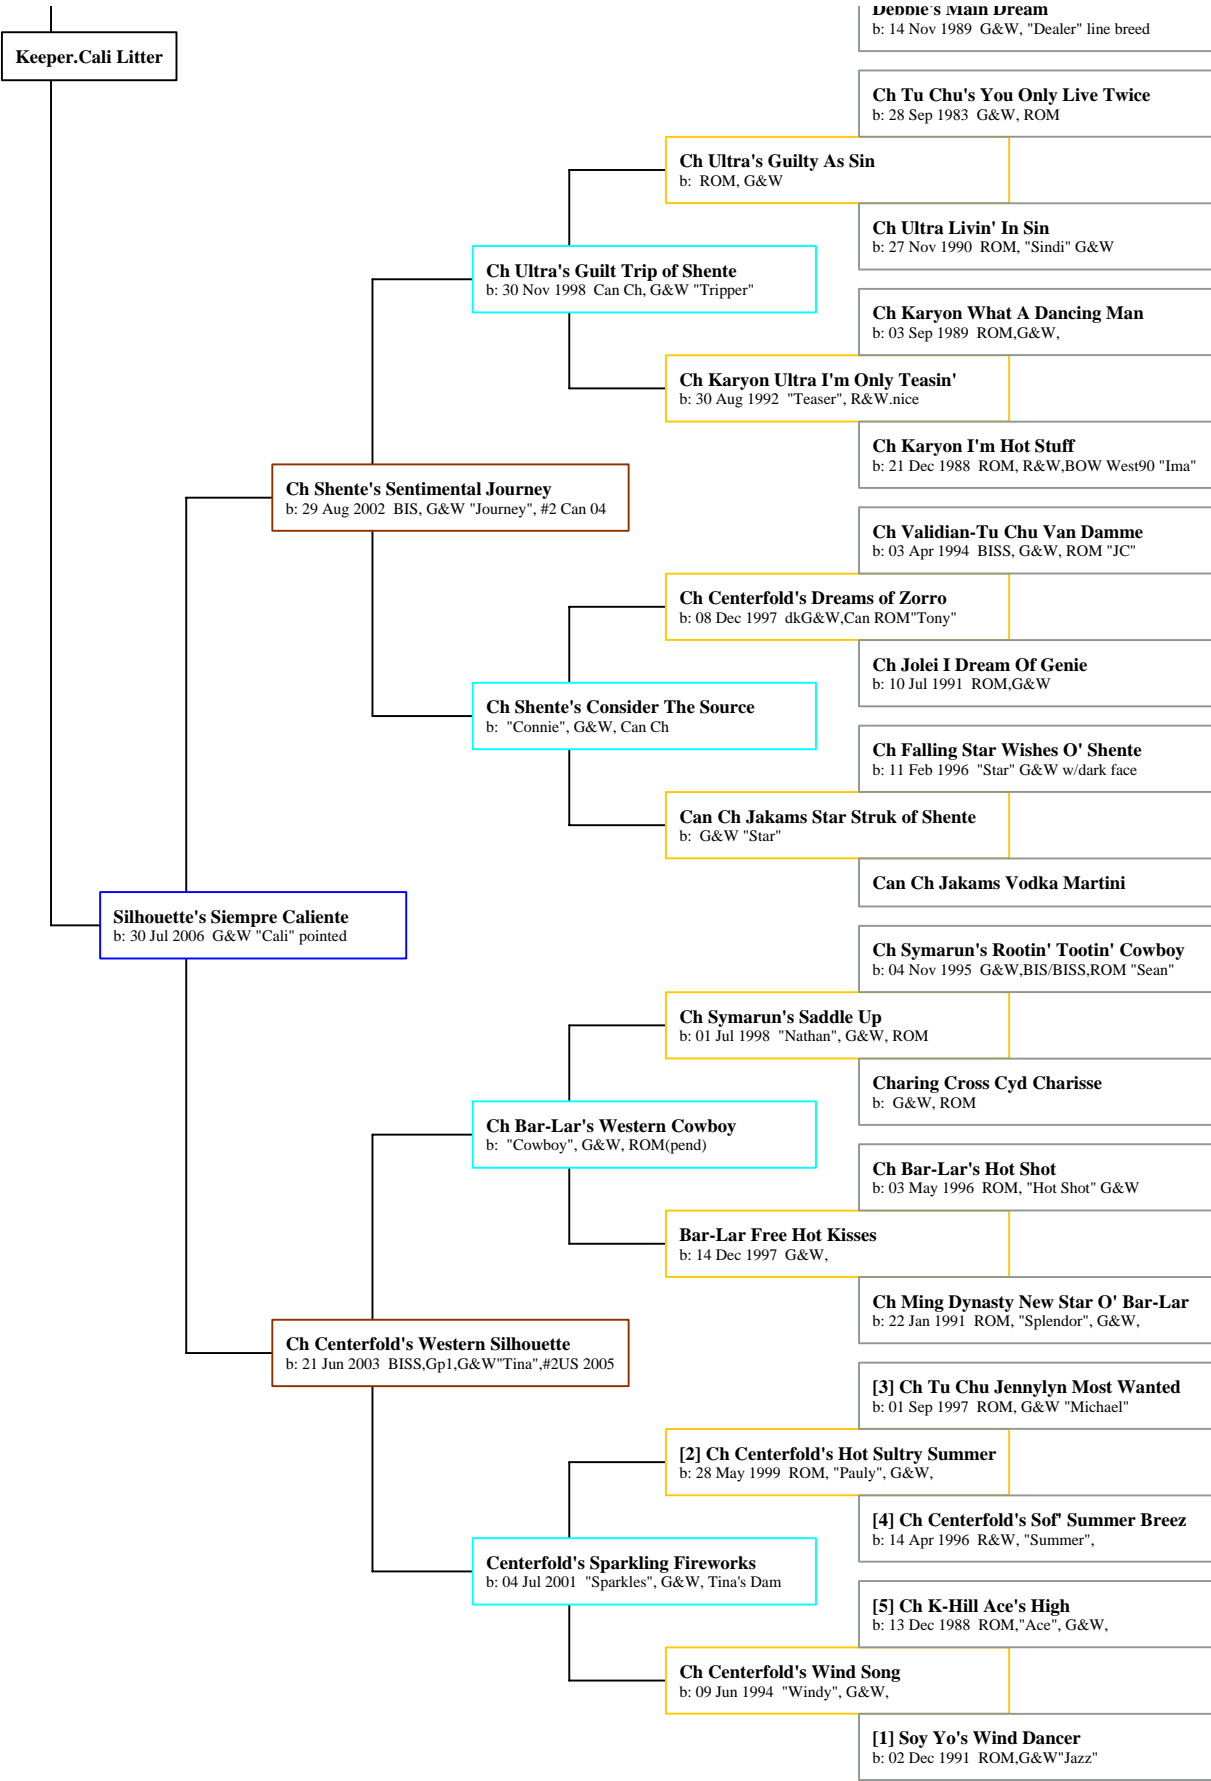 Debbie's Main Dream
b: 14 Nov 1989 G&W, "Dealer" line breed
Keeper.Cali Litter
Ch Tu Chu's You Only Live Twice
b: 28 Sep 1983 G&W, ROM
Ch Ultra's Guilty As Sin
b: ROM, G&W
Ch Ultra Livin' In Sin
b: 27 Nov 1990 ROM, "Sindi" G&W
Ch Ultra's Guilt Trip of Shente
b: 30 Nov 1998 Can Ch, G&W "Tripper"
Ch Karyon What A Dancing Man
b: 03 Sep 1989 ROM,G&W,
Ch Karyon Ultra I'm Only Teasin'
b: 30 Aug 1992 "Teaser", R&W.nice
Ch Karyon I'm Hot Stuff
b: 21 Dec 1988 ROM, R&W,BOW West90 "Ima"
Ch Shente's Sentimental Journey
b: 29 Aug 2002 BIS, G&W "Journey", #2 Can 04
Ch Validian-Tu Chu Van Damme
b: 03 Apr 1994 BISS, G&W, ROM "JC"
Ch Centerfold's Dreams of Zorro
b: 08 Dec 1997 dkG&W,Can ROM"Tony"
Ch Jolei I Dream Of Genie
b: 10 Jul 1991 ROM,G&W
Ch Shente's Consider The Source
b: "Connie", G&W, Can Ch
Ch Falling Star Wishes O' Shente
b: 11 Feb 1996 "Star" G&W w/dark face
Can Ch Jakams Star Struk of Shente
b: G&W "Star"
Can Ch Jakams Vodka Martini
Silhouette's Siempre Caliente
b: 30 Jul 2006 G&W "Cali" pointed
Ch Symarun's Rootin' Tootin' Cowboy
b: 04 Nov 1995 G&W,BIS/BISS,ROM "Sean"
Ch Symarun's Saddle Up
b: 01 Jul 1998 "Nathan", G&W, ROM
Charing Cross Cyd Charisse
b: G&W, ROM
Ch Bar-Lar's Western Cowboy
b: "Cowboy", G&W, ROM(pend)
Ch Bar-Lar's Hot Shot
b: 03 May 1996 ROM, "Hot Shot" G&W
Bar-Lar Free Hot Kisses
b: 14 Dec 1997 G&W,
Ch Ming Dynasty New Star O' Bar-Lar
b: 22 Jan 1991 ROM, "Splendor", G&W,
Ch Centerfold's Western Silhouette
b: 21 Jun 2003 BISS,Gp1,G&W"Tina",#2US 2005
[3] Ch Tu Chu Jennylyn Most Wanted
b: 01 Sep 1997 ROM, G&W "Michael"
[2] Ch Centerfold's Hot Sultry Summer
b: 28 May 1999 ROM, "Pauly", G&W,
[4] Ch Centerfold's Sof' Summer Breez
b: 14 Apr 1996 R&W, "Summer",
Centerfold's Sparkling Fireworks
b: 04 Jul 2001 "Sparkles", G&W, Tina's Dam
[5] Ch K-Hill Ace's High
b: 13 Dec 1988 ROM,"Ace", G&W,
Ch Centerfold's Wind Song
b: 09 Jun 1994 "Windy", G&W,
[1] Soy Yo's Wind Dancer
b: 02 Dec 1991 ROM,G&W"Jazz"